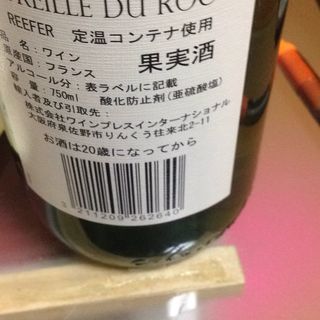 REILLE DU ROC
REEFER 定温コンテナ使用
品名：ワイン
原産国：フランス 果実酒
アルコール分：表ラベルに記載
容量：750ml 酸化防止剤(亜硫酸塩)
輸入者及び引取先：
株式会社ワインプレスインターナショナル
大阪府泉佐野市りんくう往来北2-11
お酒は20歳になってから
3 211209 262640